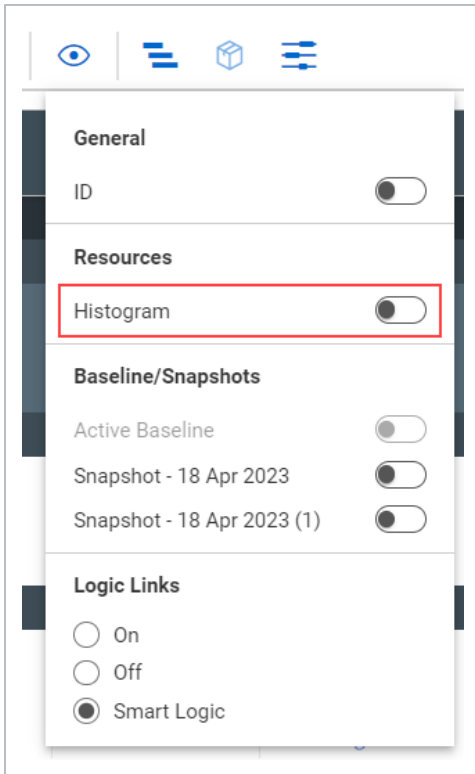 General
ID
Resources
Histogram
Baseline/Snapshots
Active Baseline
Snapshot - 18 Apr 2023
Snapshot - 18 Apr 2023 (1)
Logic Links
On
Off
Smart Logic